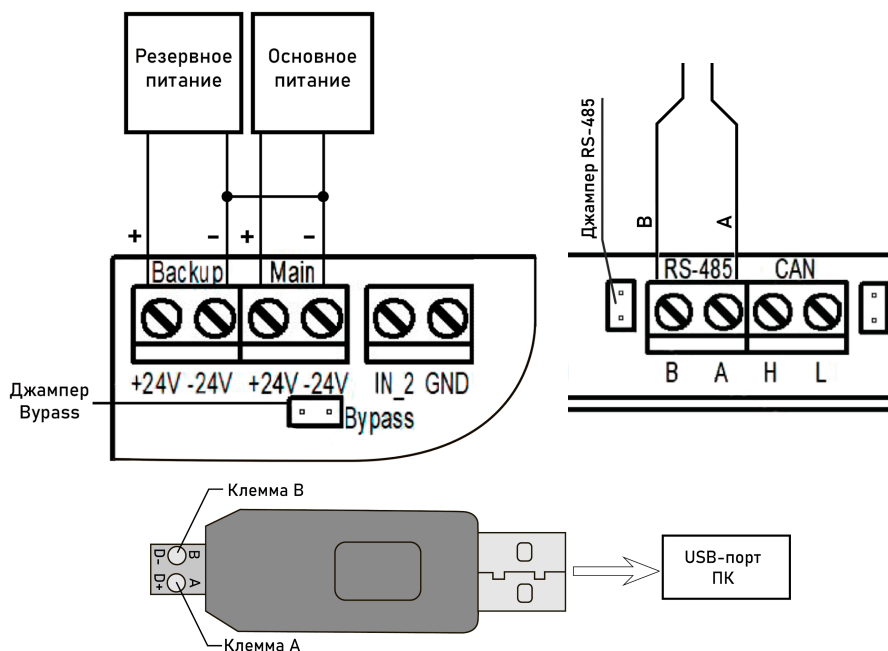 Резервное
питание
Основное
питание
+
–
+
–
Backup
Main
+24V -24V
+24V -24V
IN_2 GND
Джампер
Bypass
Bypass
Джампер RS-485
B
A
RS-485
CAN
B A H L
Клемма B
D- B
D+ A
Клемма A
USB-порт
ПК